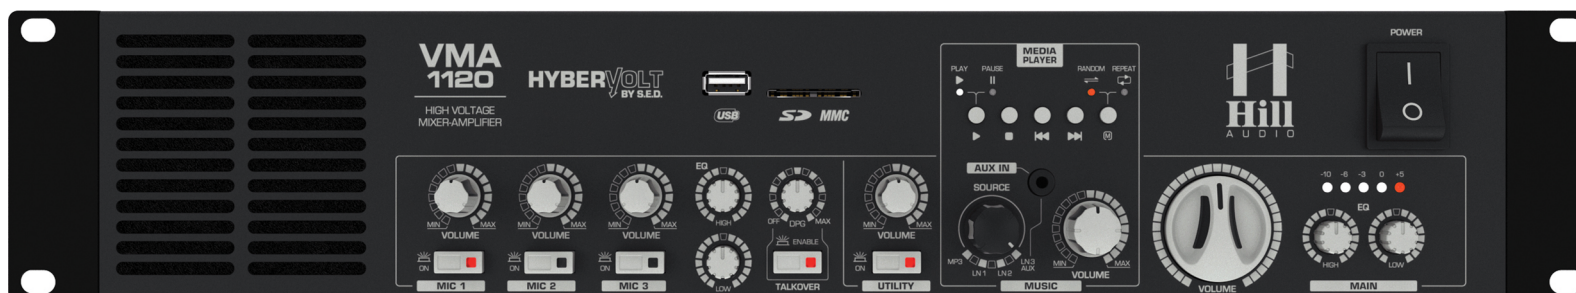 VMA
1120
HIGH VOLTAGE
MIXER-AMPLIFIER
HYBERVOLT
BY S.E.D.
USB
SD MMC
MEDIA
PLAYER
PLAY PAUSE RANDOM REPEAT
M
Hill
AUDIO
POWER
MIN MAX
VOLUME
ON
MIC 1
MIN MAX
VOLUME
ON
MIC 2
MIN MAX
VOLUME
ON
MIC 3
EQ
HIGH
LOW
OFF DPG MAX
ENABLE
TALKOVER
MIN MAX
VOLUME
ON
UTILITY
AUX IN
SOURCE
MP3 LN 1 LN 2 LN 3
AUX
MIN MAX
VOLUME
MUSIC
VOLUME
-10 -6 -3 0 +5
EQ
HIGH LOW
MAIN